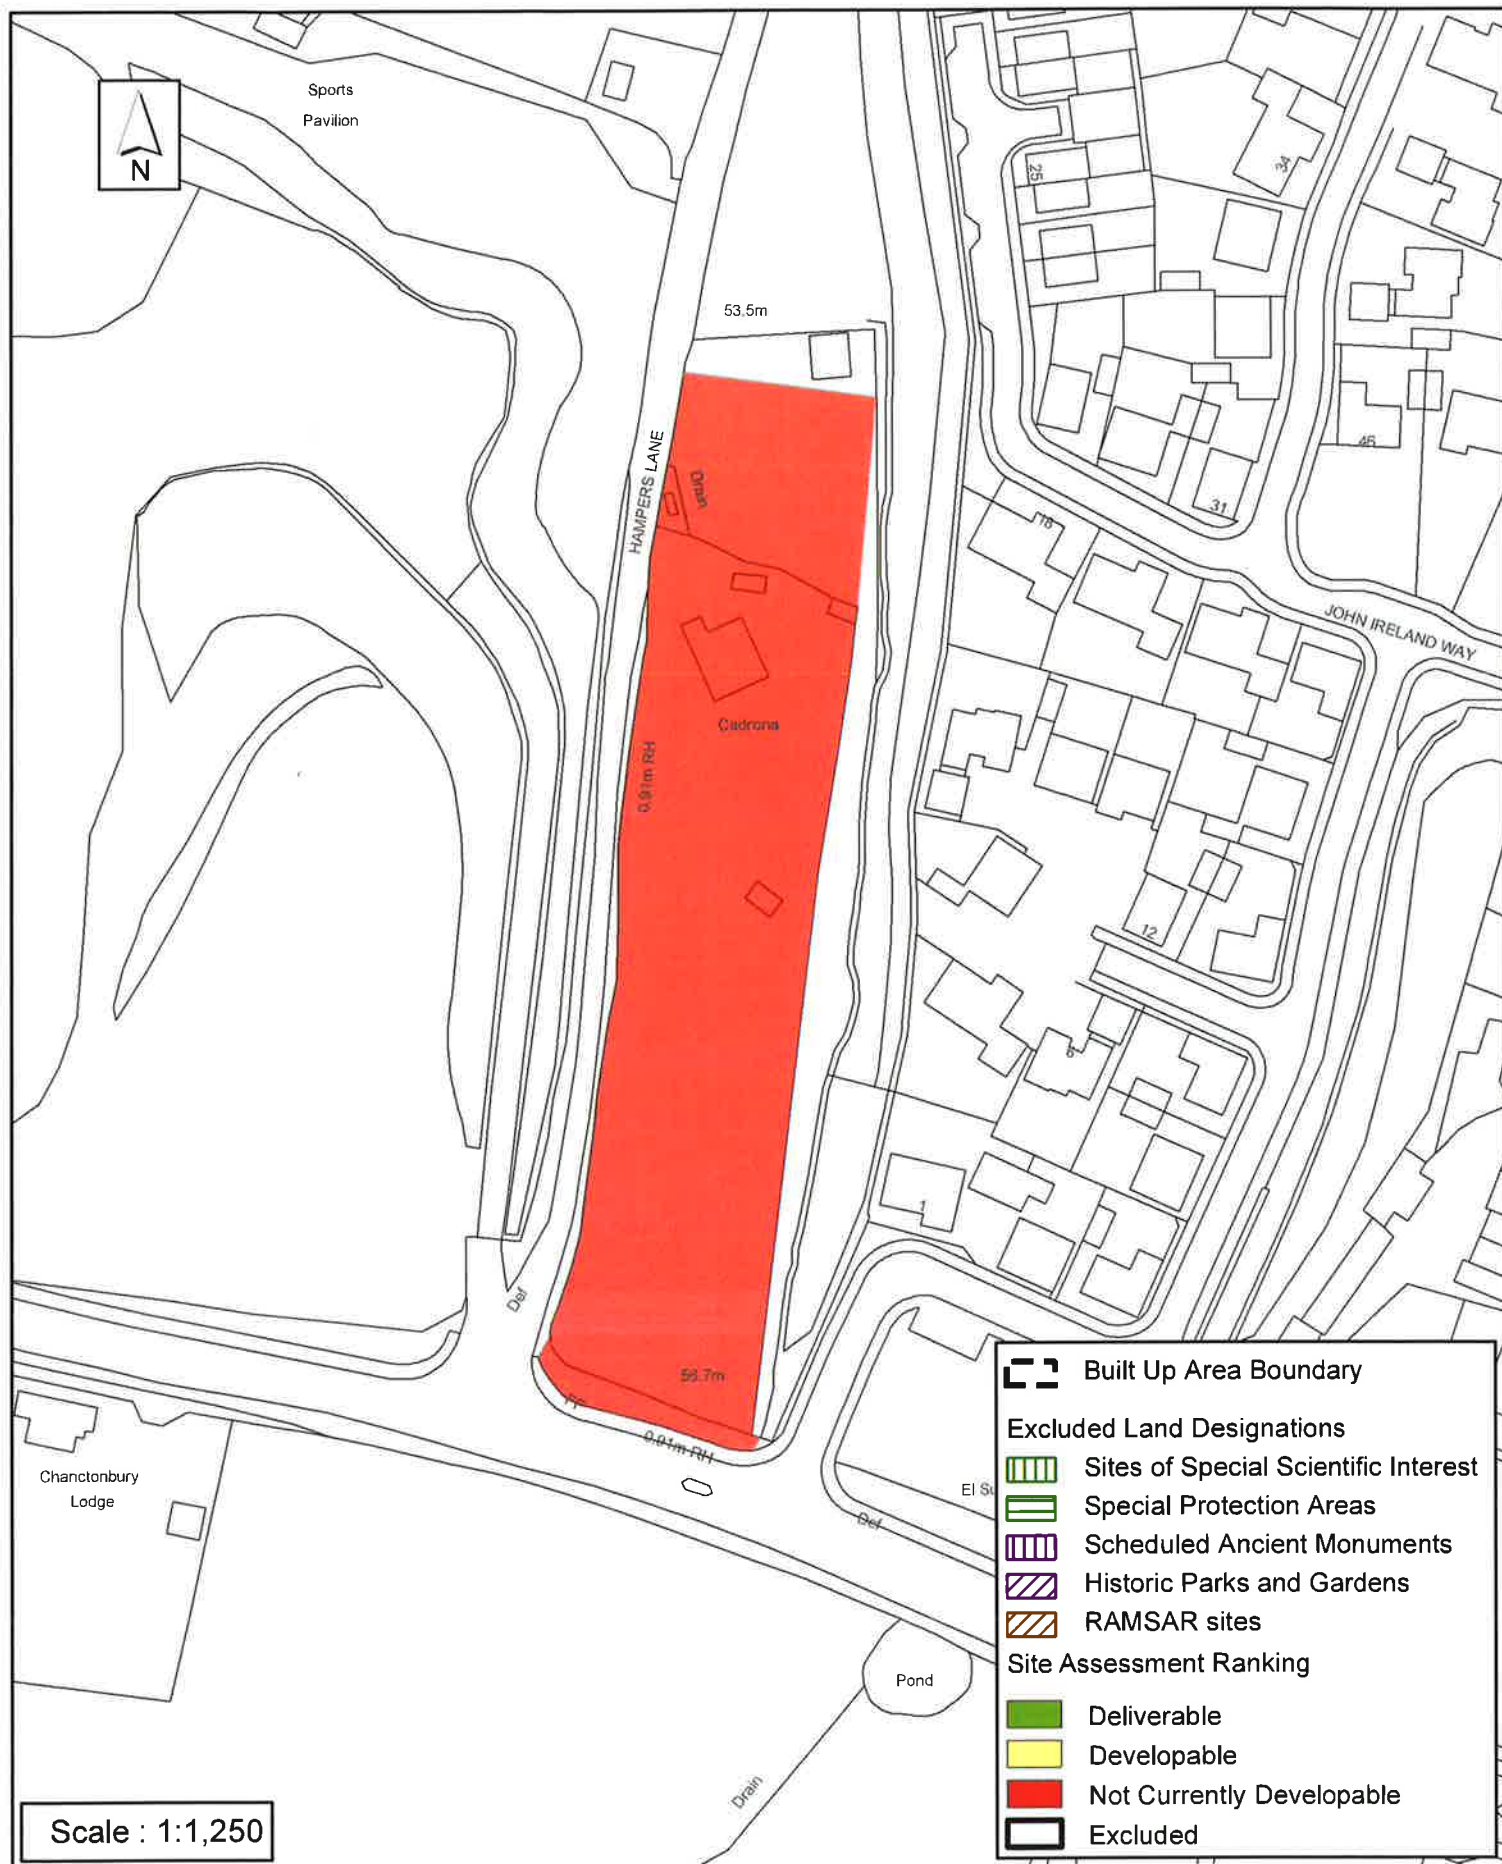 Sports
Pavilion
N
34
25
53.5m
HAMPERS LANE
Drain
46
31
18
JOHN IRELAND WAY
Cadrona
0.91m RH
12
6
1
Def
56.7m
FF
0.91m RH
Chanctonbury
Lodge
Def
El Su
Pond
Drain
Built Up Area Boundary
Excluded Land Designations
Sites of Special Scientific Interest
Special Protection Areas
Scheduled Ancient Monuments
Historic Parks and Gardens
RAMSAR sites
Site Assessment Ranking
Deliverable
Developable
Not Currently Developable
Excluded
Scale : 1:1,250